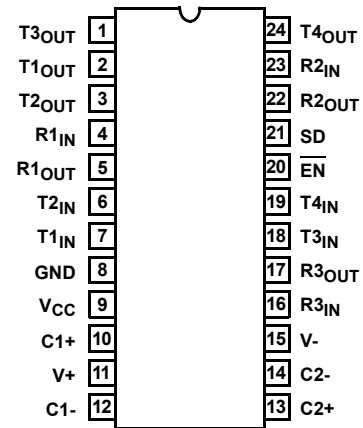 T3OUT 1 24 T4OUT
T1OUT 2 23 R2IN
T2OUT 3 22 R2OUT
R1IN 4 21 SD
R1OUT 5 20 EN
T2IN 6 19 T4IN
T1IN 7 18 T3IN
GND 8 17 R3OUT
VCC 9 16 R3IN
C1+ 10 15 V-
V+ 11 14 C2-
C1- 12 13 C2+